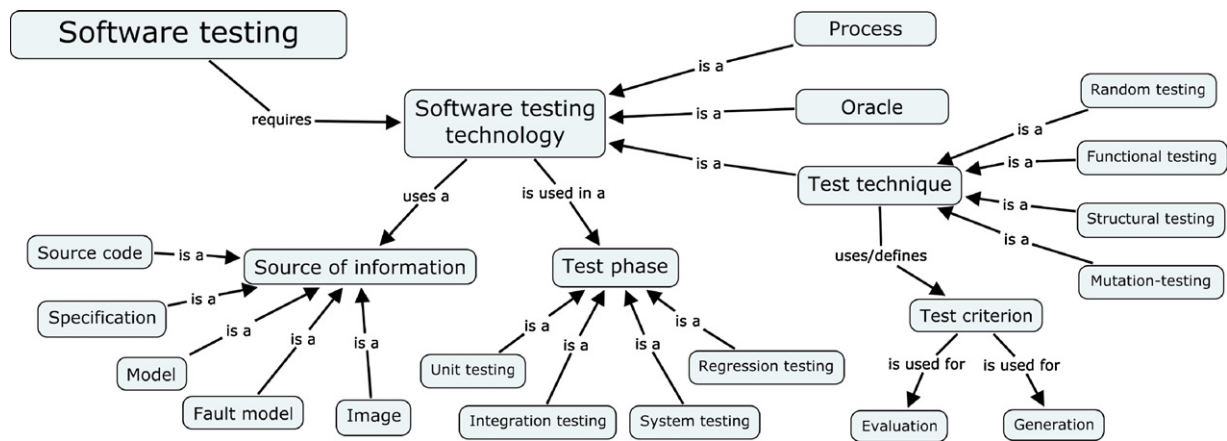 Software testing
Process
is a
Random testing
requires
Software testing
technology
is a
Oracle
is a
Functional testing
is a
is a
Test technique
is a
Structural testing
uses a
is used in a
is a
Source code
is a
Source of information
Test phase
uses/defines
Mutation-testing
Specification
is a
Test criterion
is a
is a
is a
is a
is a
is a
is a
Model
Unit testing
Regression testing
is used for
is used for
Fault model
Image
Integration testing
System testing
Evaluation
Generation